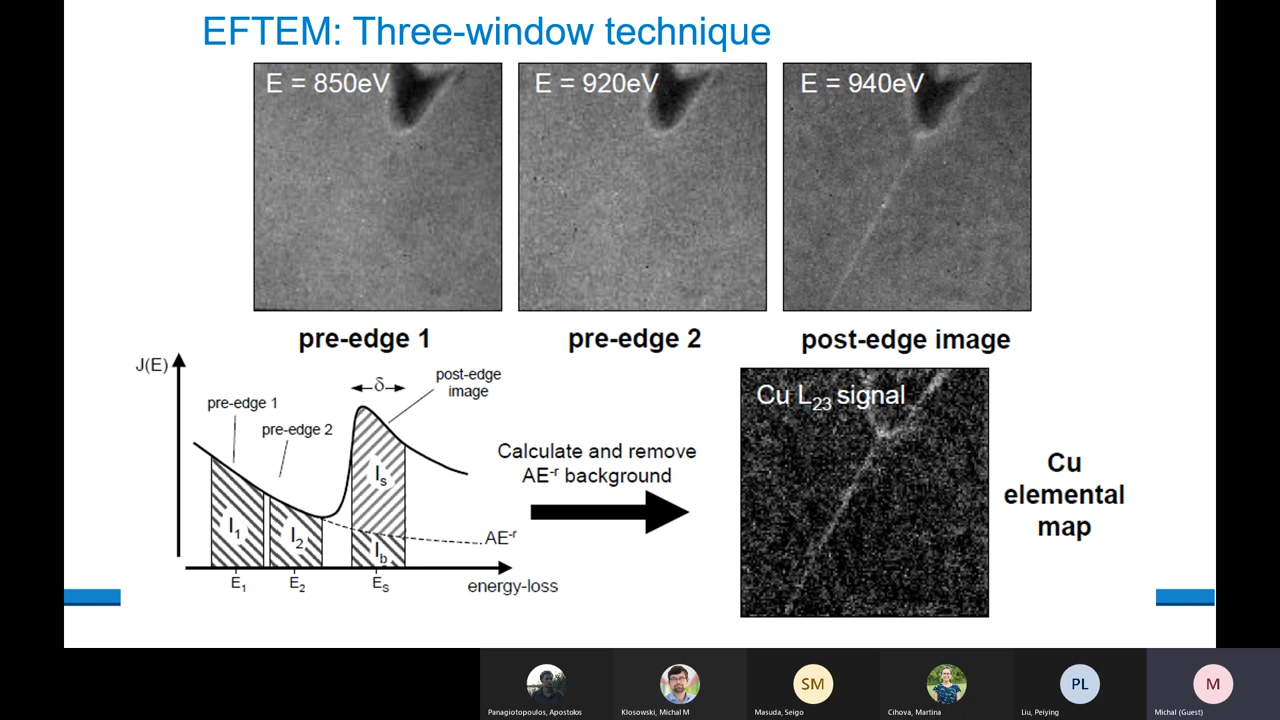 EFTEM: Three-window technique
E = 850eV
E = 920eV
E = 940eV
pre-edge 1
pre-edge 2
post-edge image
J(E)
pre-edge 1
pre-edge 2
δ
post-edge
image
I1
I2
Is
Ib
AE-r
E1
E2
ES
energy-loss
Calculate and remove
AE-r background
Cu L23 signal
Cu
elemental
map
Panagiotopoulos, Apostolos
Klosowski, Michal M
SM
Masuda, Seigo
Cihova, Martina
PL
Liu, Peiying
M
Michal (Guest)